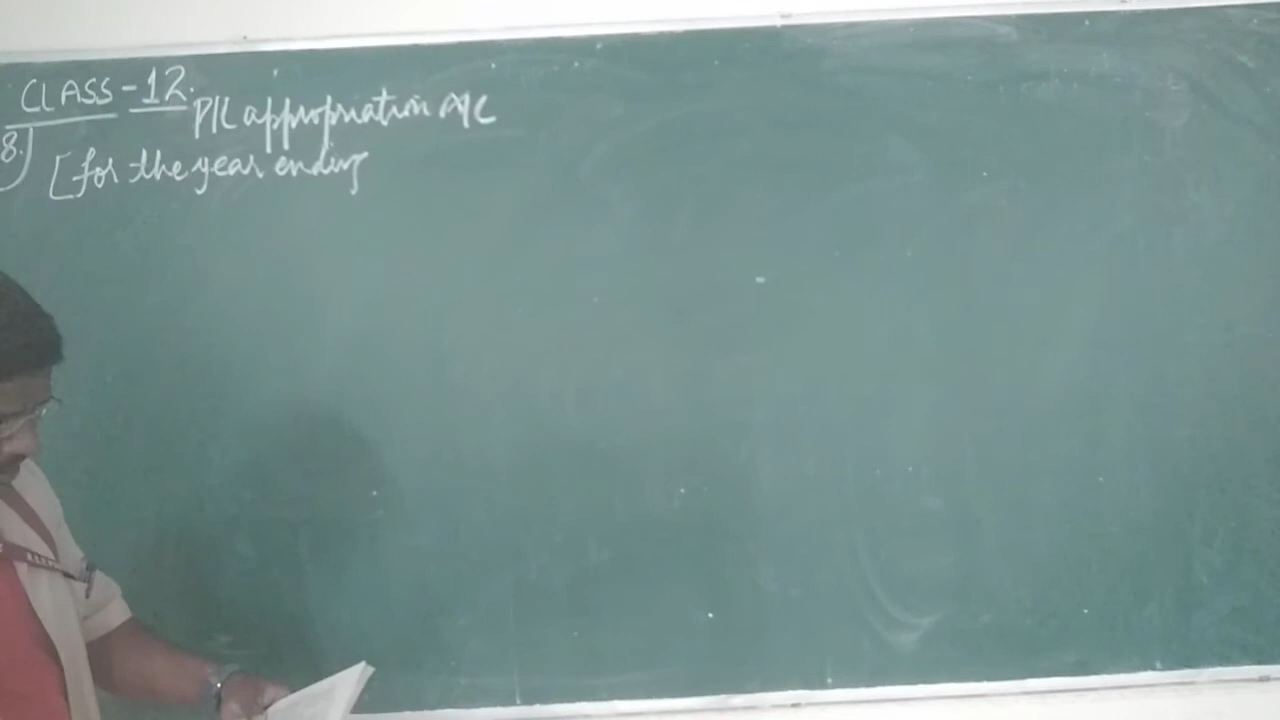 CLASS-12.
8.) P/L appropriation A/C
[for the year ending